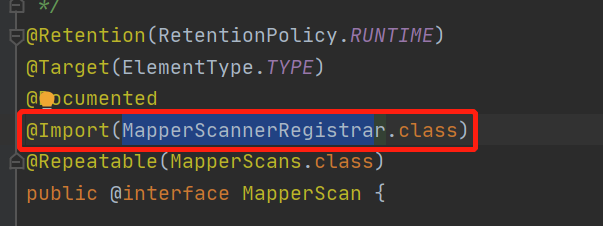 */
@Retention(RetentionPolicy.RUNTIME)
@Target(ElementType.TYPE)
@Documented
@Import(MapperScannerRegistrar.class)
@Repeatable(MapperScans.class)
public @interface MapperScan {